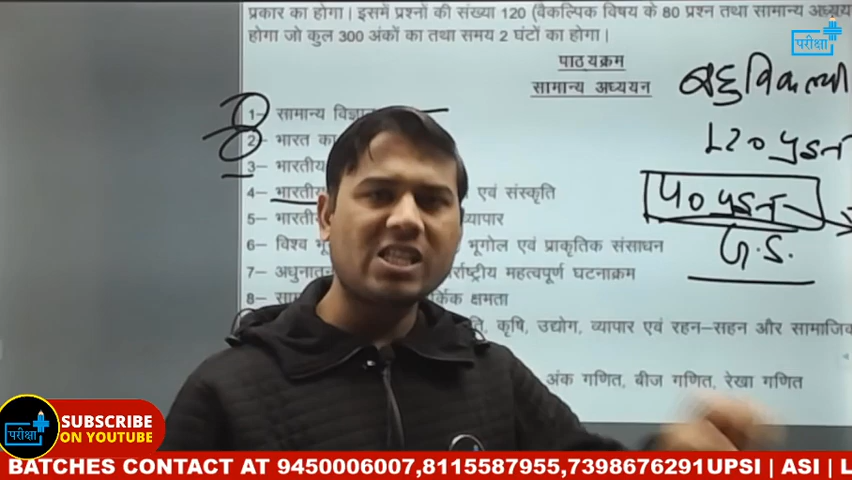 प्रकार का होगा। इसमें प्रश्नों की संख्या 120 (वैकल्पिक विषय के 80 प्रश्न तथा सामान्य अध्यय
होगा जो कुल 300 अंकों का तथा समय 2 घंटों का होगा।
परीक्षा
पाठयक्रम
सामान्य अध्ययन
बहुविकल्पी
120 प्रश्न
40 प्रश्न
G.S.
1- सामान्य
2- भारत का
3- भारतीय
4- भारतीय एवं संस्कृति
5- भारतीय व्यापार
6- विश्व भूगोल एवं प्राकृतिक संसाधन
7- अधुनातन महत्वपूर्ण घटनाक्रम
8- र्किक क्षमता
कृषि, उद्योग, व्यापार एवं रहन–सहन और सामाजिक
अंक गणित, बीज गणित, रेखा गणित
परीक्षा
SUBSCRIBE
ON YOUTUBE
BATCHES CONTACT AT 9450006007,8115587955,7398676291UPSI | ASI | L